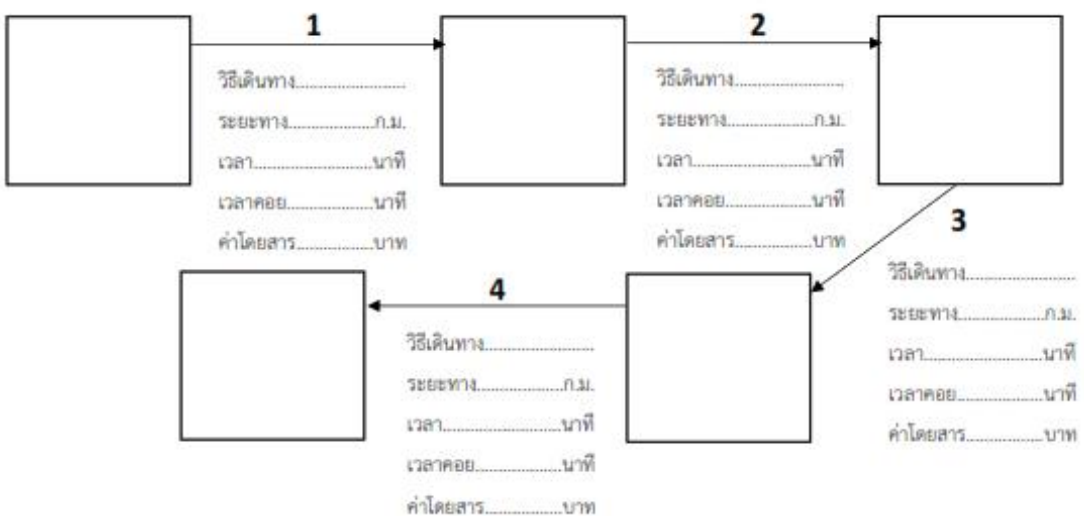 1
วิธีเดินทาง..........................
ระยะทาง....................ก.ม.
เวลา............................นาที
เวลาคอย....................นาที
ค่าโดยสาร..................บาท
2
วิธีเดินทาง..........................
ระยะทาง....................ก.ม.
เวลา............................นาที
เวลาคอย....................นาที
ค่าโดยสาร..................บาท
3
วิธีเดินทาง..........................
ระยะทาง....................ก.ม.
เวลา............................นาที
เวลาคอย....................นาที
ค่าโดยสาร..................บาท
4
วิธีเดินทาง..........................
ระยะทาง....................ก.ม.
เวลา............................นาที
เวลาคอย....................นาที
ค่าโดยสาร..................บาท